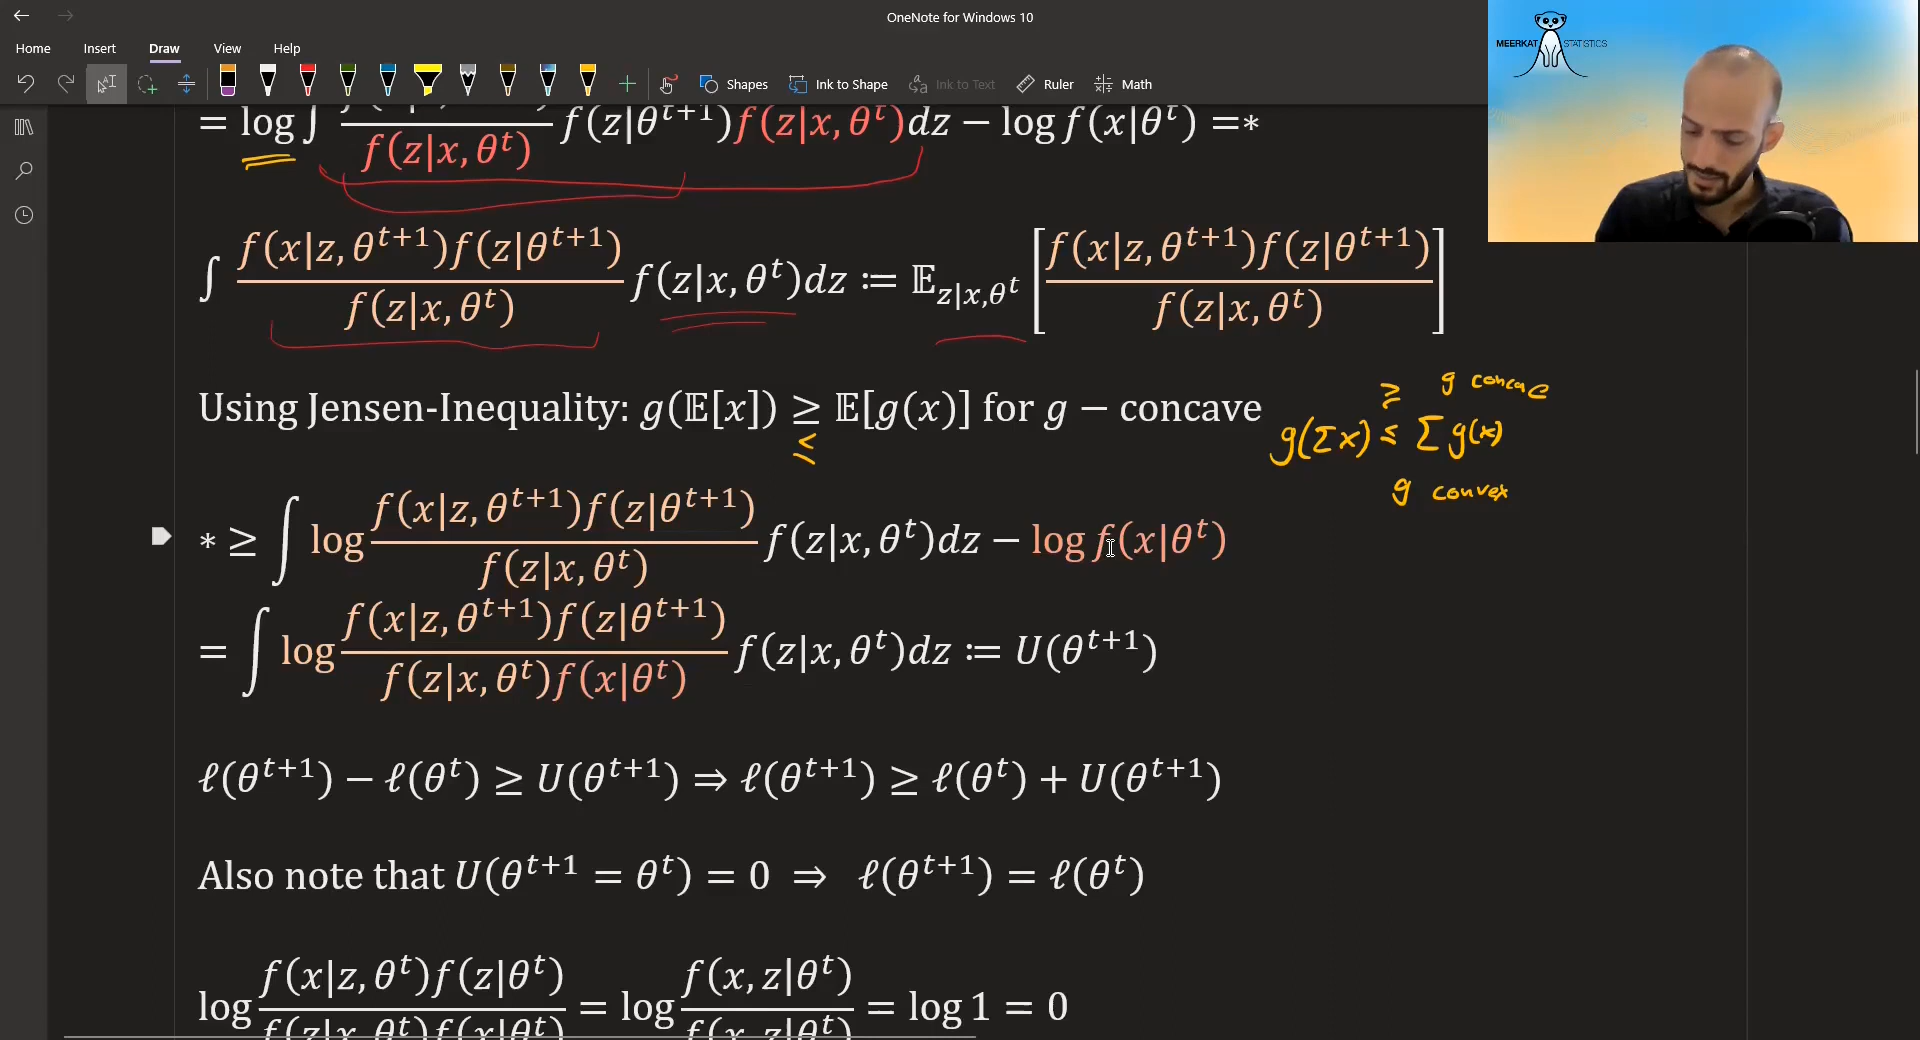 OneNote for Windows 10
MEERKAT STATISTICS
Home Insert Draw View Help
Shapes Ink to Shape Ink to Text Ruler Math
= log ∫ f(z|θᵗ⁺¹)f(z|x, θᵗ)dz − log f(x|θᵗ) =∗
f(z|x, θᵗ)
∫ f(x|z, θᵗ⁺¹)f(z|θᵗ⁺¹) / f(z|x, θᵗ) f(z|x, θᵗ)dz ≔ 𝔼_z|x,θᵗ [f(x|z, θᵗ⁺¹)f(z|θᵗ⁺¹) / f(z|x, θᵗ)]
Using Jensen-Inequality: g(𝔼[x]) ≥ 𝔼[g(x)] for g − concave
≤
≥ g concave
g(Σx) ≤ Σ g(x)
g convex
∗ ≥ ∫ log f(x|z, θᵗ⁺¹)f(z|θᵗ⁺¹) / f(z|x, θᵗ) f(z|x, θᵗ)dz − log f(x|θᵗ)
= ∫ log f(x|z, θᵗ⁺¹)f(z|θᵗ⁺¹) / f(z|x, θᵗ)f(x|θᵗ) f(z|x, θᵗ)dz ≔ U(θᵗ⁺¹)
ℓ(θᵗ⁺¹) − ℓ(θᵗ) ≥ U(θᵗ⁺¹) ⇒ ℓ(θᵗ⁺¹) ≥ ℓ(θᵗ) + U(θᵗ⁺¹)
Also note that U(θᵗ⁺¹ = θᵗ) = 0 ⇒ ℓ(θᵗ⁺¹) = ℓ(θᵗ)
log f(x|z, θᵗ)f(z|θᵗ) / f(z|x, θᵗ)f(x|θᵗ) = log f(x, z|θᵗ) / f(x, z|θᵗ) = log 1 = 0